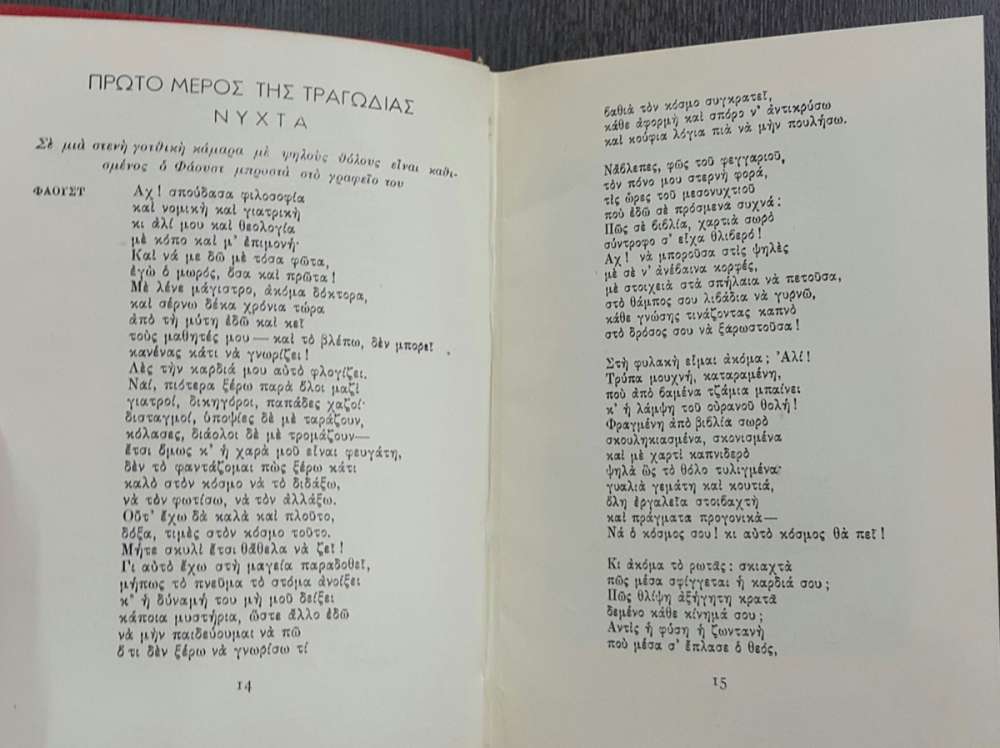 ΠΡΩΤΟ ΜΕΡΟΣ ΤΗΣ ΤΡΑΓΩΔΙΑΣ
ΝΥΧΤΑ
Σὲ μιὰ στενὴ γοτθικὴ κάμαρα μὲ ψηλοὺς θόλους εἶναι καθι-
σμένος ὁ Φάουστ μπροστὰ στὸ γραφεῖο του
ΦΑΟΥΣΤ Ἄχ! σπούδασα φιλοσοφία
καὶ νομικὴ καὶ γιατρικὴ
κι ἀλί μου καὶ θεολογία
μὲ κόπο καὶ μ' ἐπιμονή·
Καὶ νά με δῶ μὲ τόσα φῶτα,
ἐγὼ ὁ μωρός, ὅσα καὶ πρῶτα!
Μὲ λένε μάγιστρο, ἀκόμα δόκτορα,
καὶ σέρνω δέκα χρόνια τώρα
ἀπὸ τὴ μύτη ἐδῶ καὶ κεῖ
τοὺς μαθητές μου — καὶ τὸ βλέπω, δὲν μπορεῖ
κανένας κάτι νὰ γνωρίζει!
Λὲς τὴν καρδιά μου αὐτὸ φλογίζει.
Ναί, πιότερα ξέρω παρὰ ὅλοι μαζὶ
γιατροί, δικηγόροι, παπάδες χαζοί·
δισταγμοί, ὑποψίες δὲ μὲ ταράζουν,
κόλασες, διάολοι δὲ μὲ τρομάζουν—
ἔτσι ὅμως κ' ἡ χαρὰ μοῦ εἶναι φευγάτη,
δὲν τὸ φαντάζομαι πὼς ξέρω κάτι
καλὸ στὸν κόσμο νὰ τὸ διδάξω,
νὰ τὸν φωτίσω, νὰ τὸν ἀλλάξω.
Οὔτ' ἔχω δὰ καλὰ καὶ πλοῦτο,
δόξα, τιμὲς στὸν κόσμο τοῦτο.
Μήτε σκυλὶ ἔτσι θἄθελα νὰ ζεῖ!
Γι αὐτὸ ἔχω στὴ μαγεία παραδοθεῖ,
μήπως τὸ πνεῦμα τὸ στόμα ἀνοίξει
κ' ἡ δύναμή του μὴ μοῦ δείξει
κάποια μυστήρια, ὥστε ἄλλο ἐδῶ
νὰ μὴν παιδεύουμαι νὰ πῶ
ὅ τι δὲν ξέρω νὰ γνωρίσω τί
14
βαθιὰ τὸν κόσμο συγκρατεῖ,
κάθε ἀφορμὴ καὶ σπόρο ν' ἀντικρύσω
καὶ κούφια λόγια πιὰ νὰ μὴν πουλήσω.
Νἄβλεπες, φῶς τοῦ φεγγαριοῦ,
τὸν πόνο μου στερνὴ φορά,
τὶς ὧρες τοῦ μεσονυχτιοῦ
ποὺ ἐδῶ σὲ πρόσμενα συχνά:
Πῶς σὲ βιβλία, χαρτιὰ σωρὸ
σύντροφο σ' εἶχα θλιβερό!
Ἄχ! νὰ μποροῦσα στὶς ψηλὲς
μὲ σὲ ν' ἀνέβαινα κορφές,
μὲ στοιχειὰ στὰ σπήλαια νὰ πετοῦσα,
στὸ θάμπος σου λιβάδια νὰ γυρνῶ,
κάθε γνώσης τινάζοντας καπνὸ
στὸ δρόσος σου νὰ ξαρωστοῦσα!
Στὴ φυλακὴ εἶμαι ἀκόμα; Ἀλί!
Τρύπα μουχνή, καταραμένη,
ποὺ ἀπὸ βαμένα τζάμια μπαίνει
κ' ἡ λάμψη τοῦ οὐρανοῦ θολή!
Φραγμένη ἀπὸ βιβλία σωρὸ
σκουληκιασμένα, σκονισμένα
καὶ μὲ χαρτὶ καπνιδερὸ
ψηλὰ ὣς τὸ θόλο τυλιγμένα·
γυαλιὰ γεμάτη καὶ κουτιά,
ὅλη ἐργαλεῖα στοιβαχτὴ
καὶ πράγματα προγονικὰ—
Νά ὁ κόσμος σου! κι αὐτὸ κόσμος θὰ πεῖ!
Κι ἀκόμα τὸ ρωτᾶς: σκιαχτὰ
πῶς μέσα σφίγγεται ἡ καρδιά σου;
Πῶς θλίψη ἀξήγητη κρατᾶ
δεμένο κάθε κίνημά σου;
Ἀντὶς ἡ φύση ἡ ζωντανὴ
ποὺ μέσα σ' ἔπλασε ὁ θεός,
15